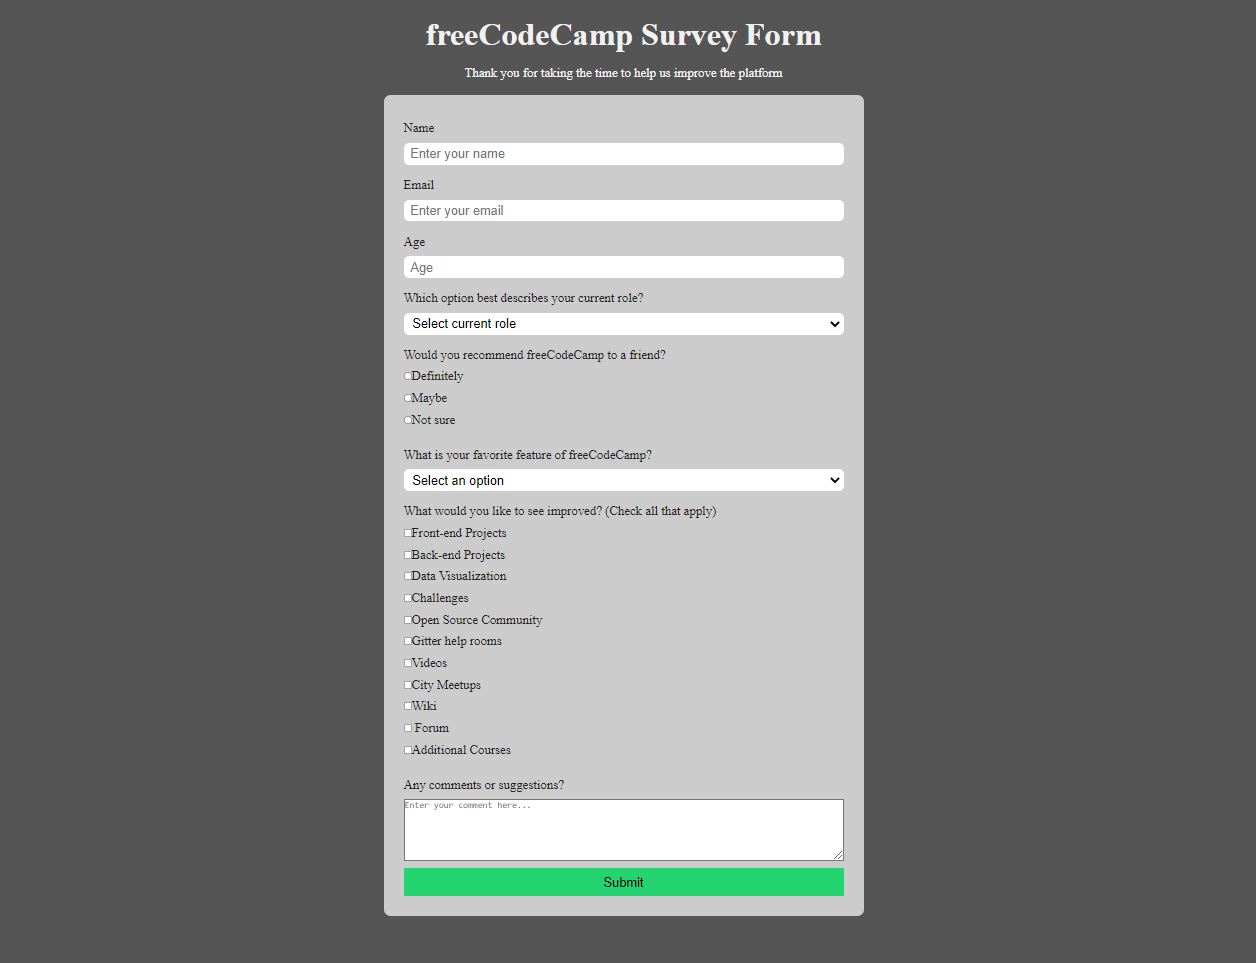 freeCodeCamp Survey Form
Thank you for taking the time to help us improve the platform
Name
Enter your name
Email
Enter your email
Age
Age
Which option best describes your current role?
Select current role
Would you recommend freeCodeCamp to a friend?
Definitely
Maybe
Not sure
What is your favorite feature of freeCodeCamp?
Select an option
What would you like to see improved? (Check all that apply)
Front-end Projects
Back-end Projects
Data Visualization
Challenges
Open Source Community
Gitter help rooms
Videos
City Meetups
Wiki
Forum
Additional Courses
Any comments or suggestions?
Enter your comment here...
Submit